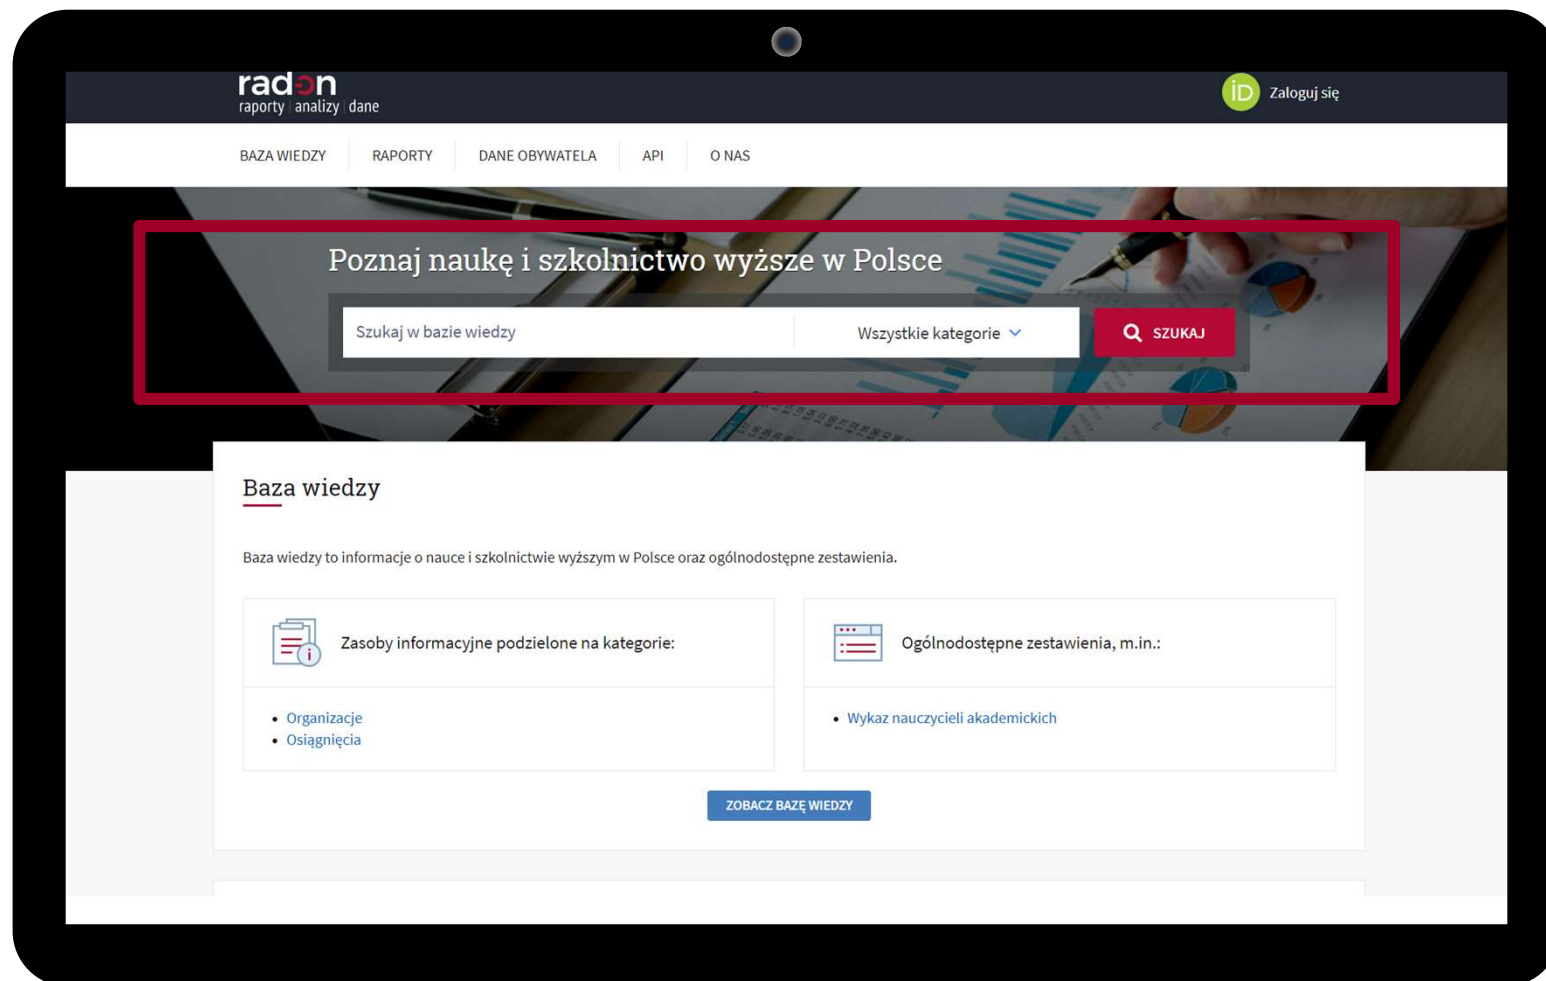 radon
raporty | analizy | dane
iD Zaloguj się
BAZA WIEDZY RAPORTY DANE OBYWATELA API O NAS
Poznaj naukę i szkolnictwo wyższe w Polsce
Szukaj w bazie wiedzy Wszystkie kategorie SZUKAJ
Baza wiedzy
Baza wiedzy to informacje o nauce i szkolnictwie wyższym w Polsce oraz ogólnodostępne zestawienia.
Zasoby informacyjne podzielone na kategorie:
• Organizacje
• Osiągnięcia
Ogólnodostępne zestawienia, m.in.:
• Wykaz nauczycieli akademickich
ZOBACZ BAZĘ WIEDZY